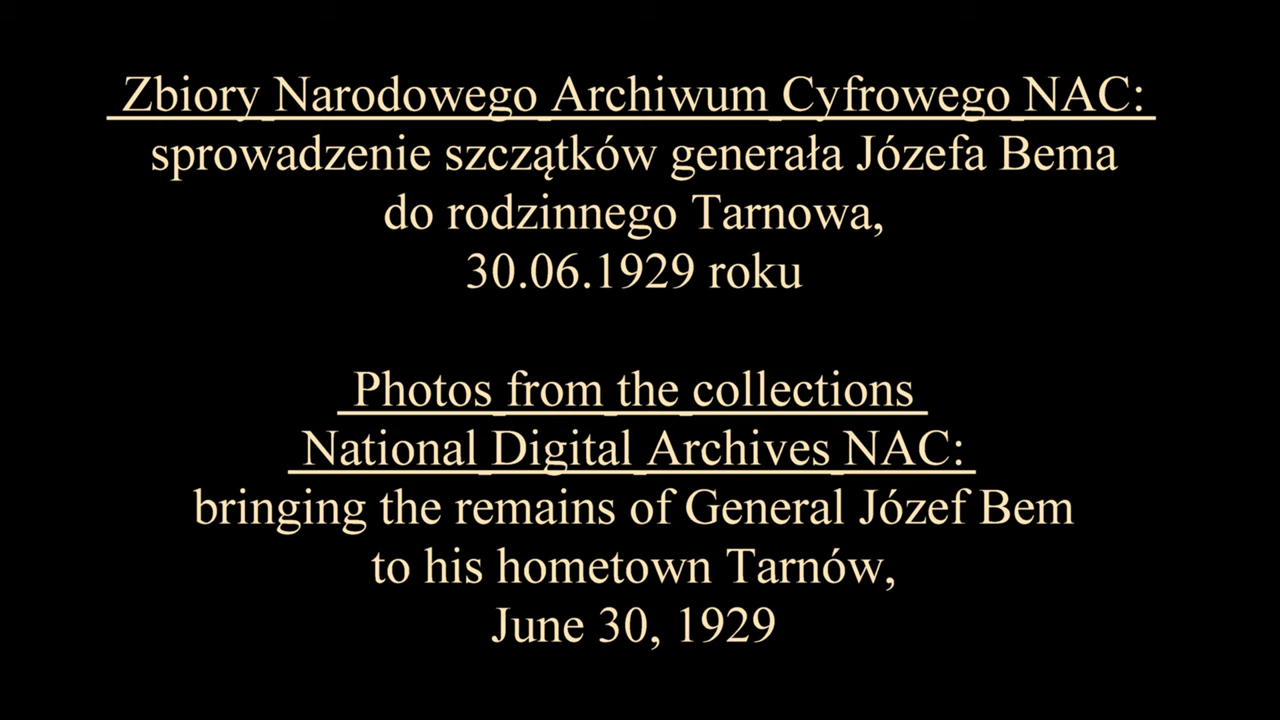 Zbiory Narodowego Archiwum Cyfrowego NAC:
sprowadzenie szczątków generała Józefa Bema
do rodzinnego Tarnowa,
30.06.1929 roku
Photos from the collections
National Digital Archives NAC:
bringing the remains of General Józef Bem
to his hometown Tarnów,
June 30, 1929